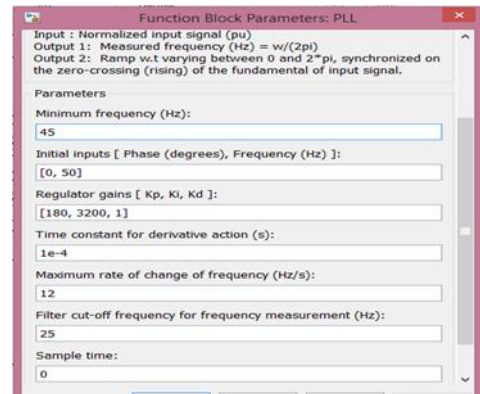 Function Block Parameters: PLL
Input : Normalized input signal (pu)
Output 1: Measured frequency (Hz) = w/(2pi)
Output 2: Ramp w.t varying between 0 and 2*pi, synchronized on
the zero-crossing (rising) of the fundamental of input signal.
Parameters
Minimum frequency (Hz):
45
Initial inputs [ Phase (degrees), Frequency (Hz) ]:
[0, 50]
Regulator gains [ Kp, Ki, Kd ]:
[180, 3200, 1]
Time constant for derivative action (s):
1e-4
Maximum rate of change of frequency (Hz/s):
12
Filter cut-off frequency for frequency measurement (Hz):
25
Sample time:
0